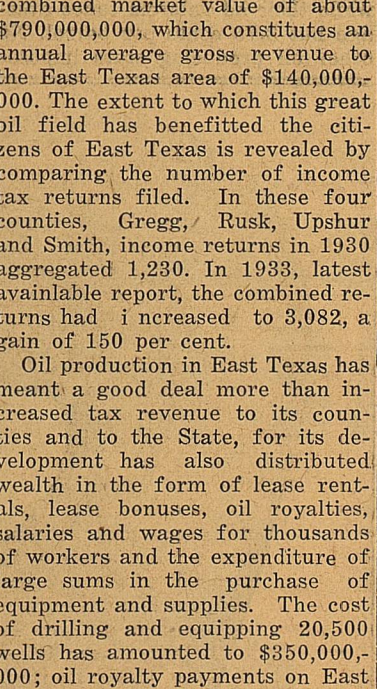 combined market value of about
$790,000,000, which constitutes an
annual average gross revenue to
the East Texas area of $140,000,-
000. The extent to which this great
oil field has benefitted the citi-
zens of East Texas is revealed by
comparing the number of income
tax returns filed. In these four
counties, Gregg, Rusk, Upshur
and Smith, income returns in 1930
aggregated 1,230. In 1933, latest
avainlable report, the combined re-
turns had i ncreased to 3,082, a
gain of 150 per cent.
Oil production in East Texas has
meant a good deal more than in-
creased tax revenue to its coun-
ties and to the State, for its de-
velopment has also distributed
wealth in the form of lease rent-
als, lease bonuses, oil royalties,
salaries and wages for thousands
of workers and the expenditure of
large sums in the purchase of
equipment and supplies. The cost
of drilling and equipping 20,500
wells has amounted to $350,000,-
000; oil royalty payments on East